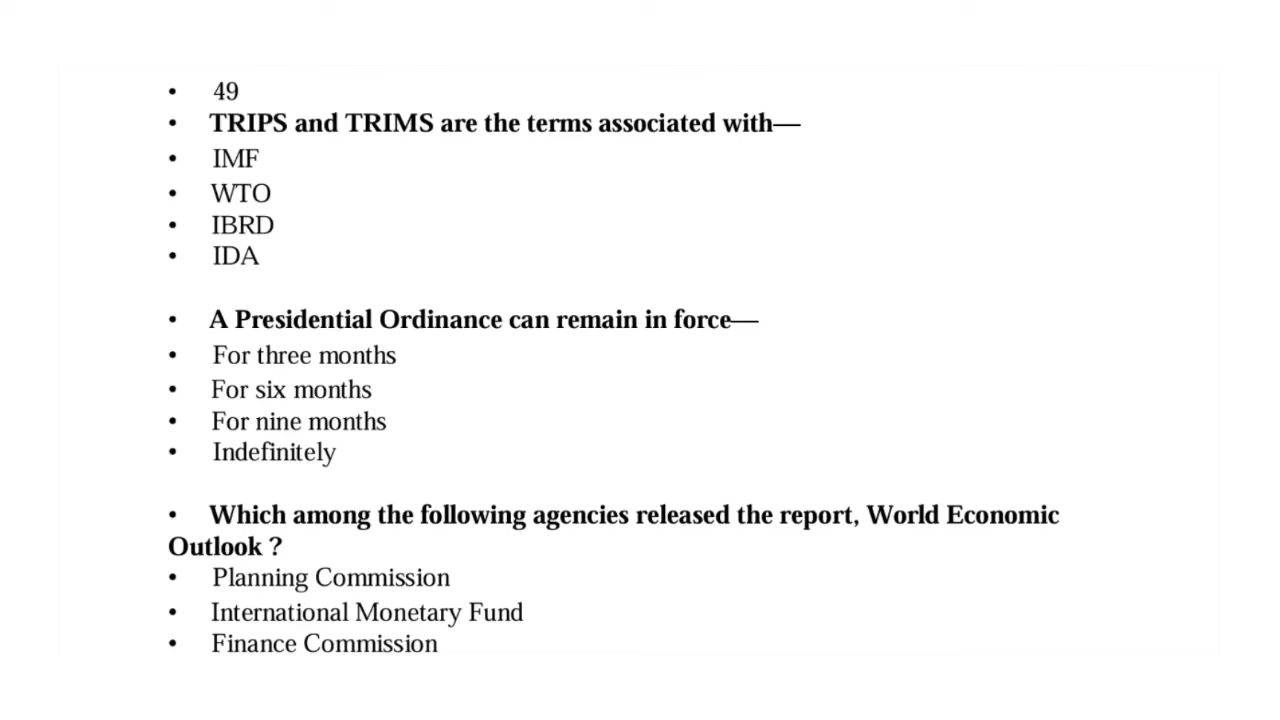 • 49
• TRIPS and TRIMS are the terms associated with—
• IMF
• WTO
• IBRD
• IDA
• A Presidential Ordinance can remain in force—
• For three months
• For six months
• For nine months
• Indefinitely
• Which among the following agencies released the report, World Economic
Outlook ?
• Planning Commission
• International Monetary Fund
• Finance Commission